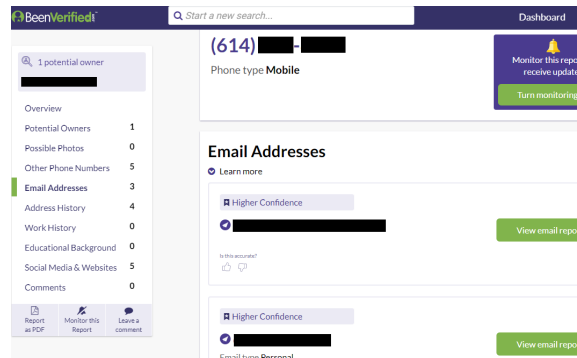 BeenVerified!
Start a new search...
Dashboard
1 potential owner
Overview
Potential Owners 1
Possible Photos 0
Other Phone Numbers 5
Email Addresses 3
Address History 4
Work History 0
Educational Background 0
Social Media & Websites 5
Comments 0
Report as PDF
Monitor this Report
Leave a comment
(614) -
Phone type Mobile
Monitor this repo
receive update
Turn monitoring
Email Addresses
Learn more
Higher Confidence
View email repo
Is this accurate?
Higher Confidence
View email repo
Email type Personal